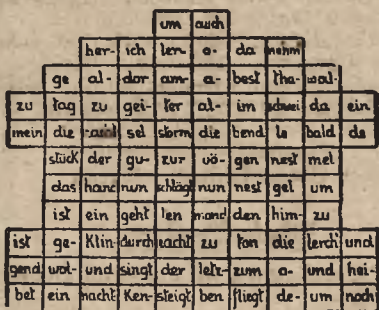 um auch
her- ich ler- a- da nehm
ge al- dor am- a- best tha- wal-
zu tag zu gei- ter al- im schwei da ein
mein die sel storm die bend le bald de
stück der gu- zur vö- gen nest mel
das hane nun schlägt nun nest gel um
ist ein geht len mond den him- zu
ist ge- Klin- durch nacht zu ton die lerch und
gend wol- und singt der letz- zum a- und hei-
bet ein nacht Ken- steigt ben fliegt de- um noch